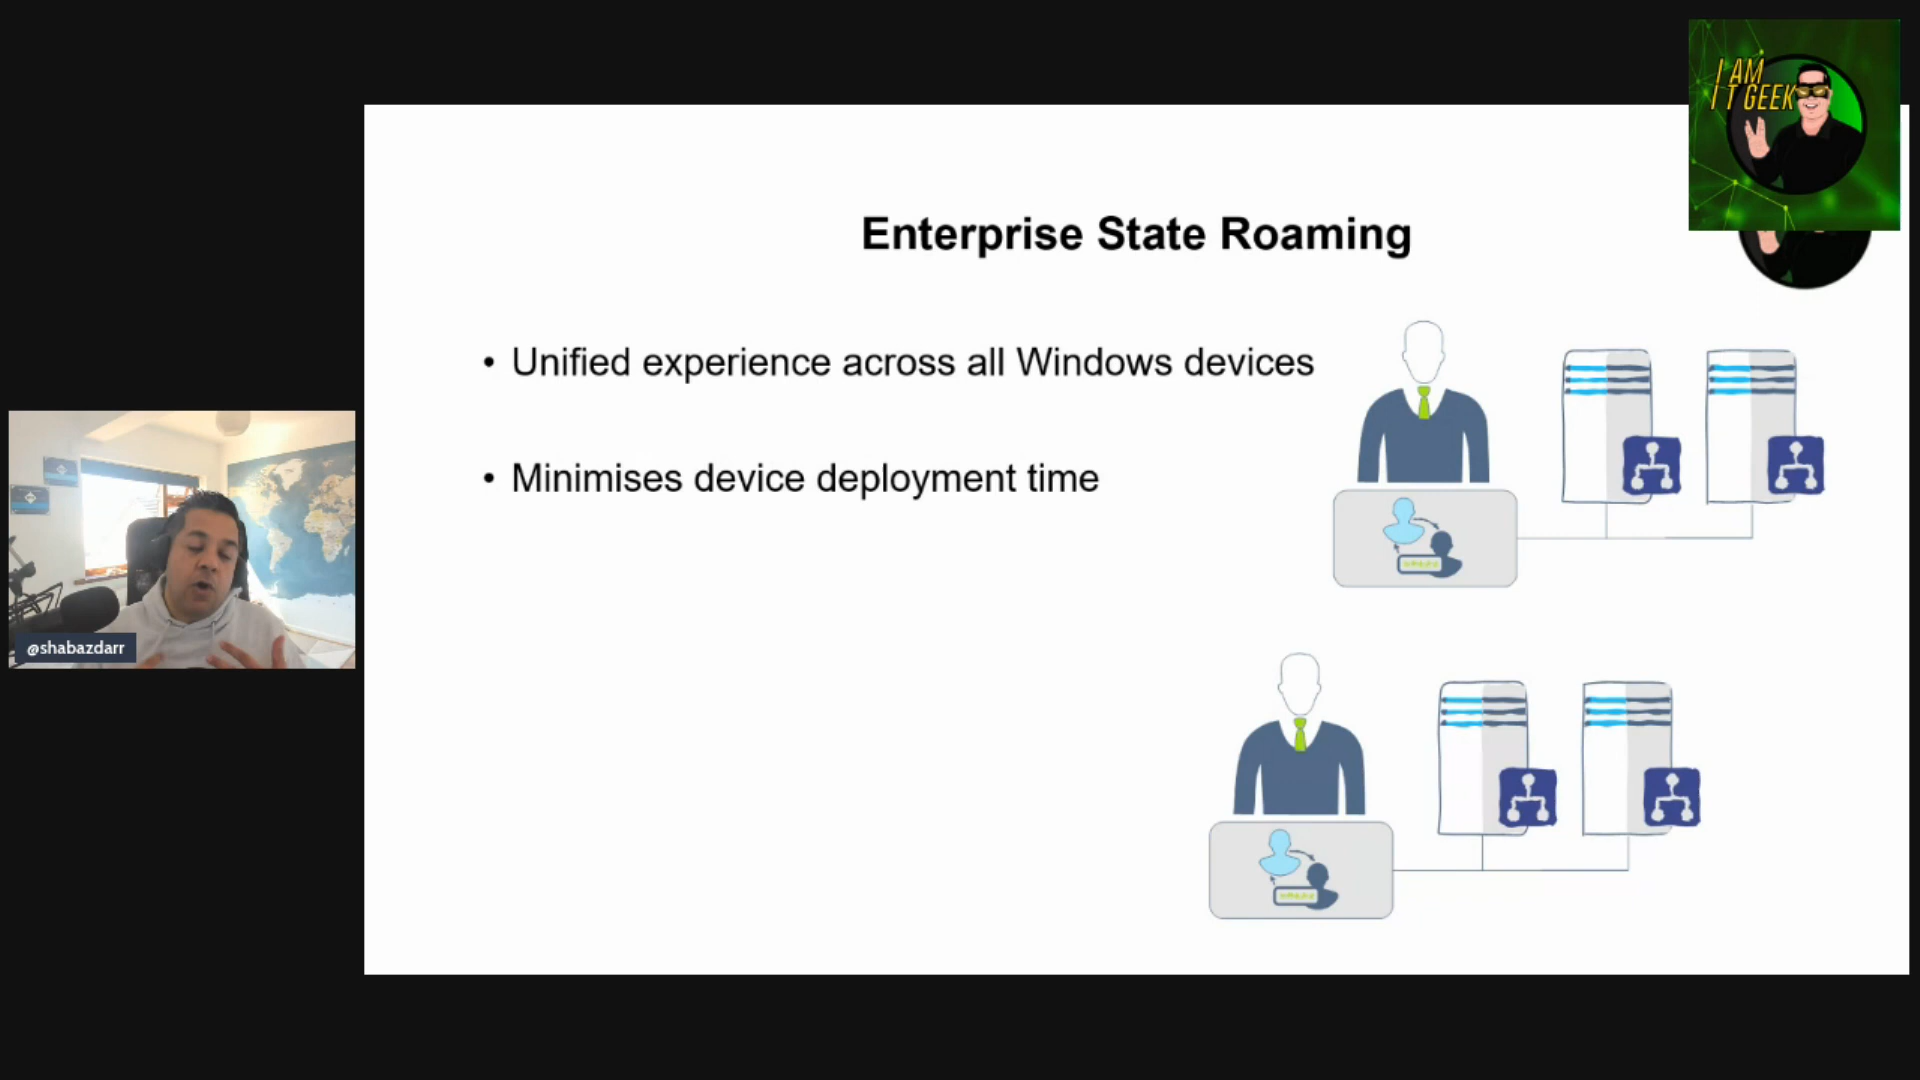 I AM
I T GEEK
Enterprise State Roaming
• Unified experience across all Windows devices
• Minimises device deployment time
@shabazdarr